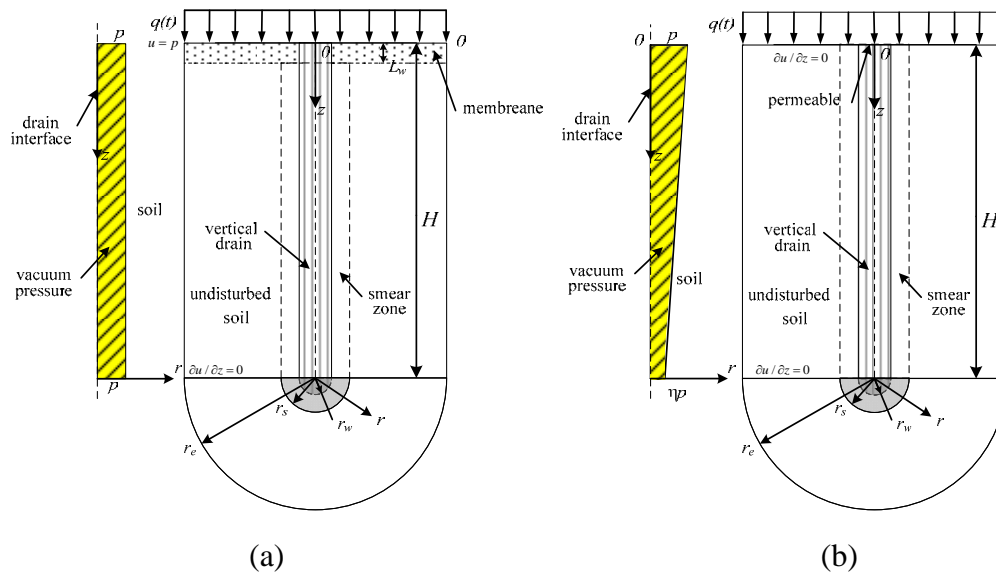 q(t)
p
u = p
0
0
L_w
membreane
z
drain
interface
z
soil
H
vertical
drain
vacuum
pressure
undisturbed
soil
smear
zone
∂u / ∂z = 0
r
p
r_s
r_w
r
r_e
(a)
q(t)
0
p
∂u / ∂z = 0
0
permeable
z
drain
interface
z
H
vertical
drain
vacuum
pressure
soil
undisturbed
soil
smear
zone
∂u / ∂z = 0
r
ηp
r_s
r_w
r
r_e
(b)